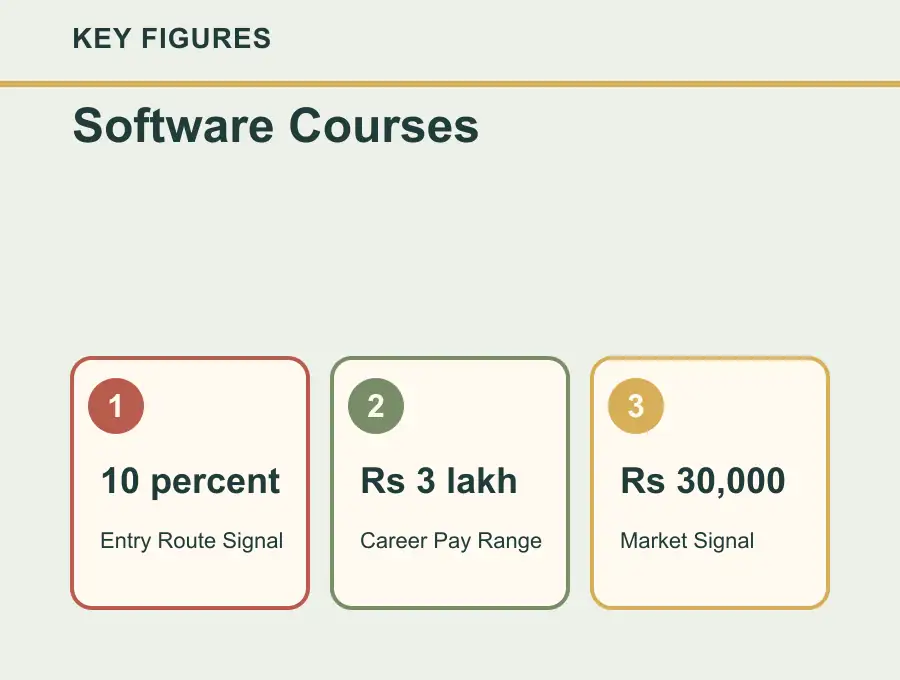 KEY FIGURES
Software Courses
1
10 percent
Entry Route Signal
2
Rs 3 lakh
Career Pay Range
3
Rs 30,000
Market Signal